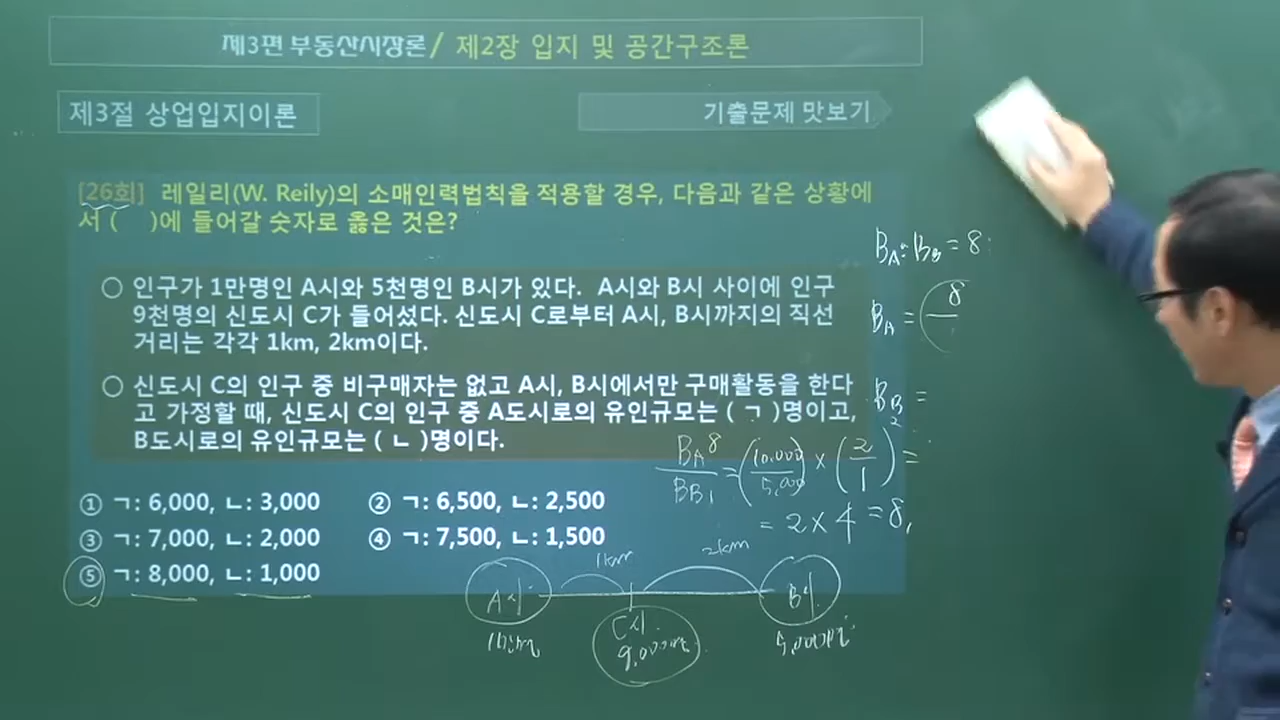 제3편 부동산시장론 / 제2장 입지 및 공간구조론
제3절 상업입지이론
기출문제 맛보기
[26회] 레일리(W. Reily)의 소매인력법칙을 적용할 경우, 다음과 같은 상황에
서 (    )에 들어갈 숫자로 옳은 것은?
○ 인구가 1만명인 A시와 5천명인 B시가 있다. A시와 B시 사이에 인구
9천명의 신도시 C가 들어섰다. 신도시 C로부터 A시, B시까지의 직선
거리는 각각 1km, 2km이다.
○ 신도시 C의 인구 중 비구매자는 없고 A시, B시에서만 구매활동을 한다
고 가정할 때, 신도시 C의 인구 중 A도시로의 유인규모는 ( ㄱ )명이고,
B도시로의 유인규모는 ( ㄴ )명이다.
① ㄱ: 6,000, ㄴ: 3,000
② ㄱ: 6,500, ㄴ: 2,500
③ ㄱ: 7,000, ㄴ: 2,000
④ ㄱ: 7,500, ㄴ: 1,500
⑤ ㄱ: 8,000, ㄴ: 1,000
BA : BB = 8 :
BA = ( 8
BB =
BA 8 / BB 1 = (10,000 / 5,000) × (2 / 1)² =
= 2 × 4 = 8,
1km
2km
A시
B시
C시
9,000명
5,000명